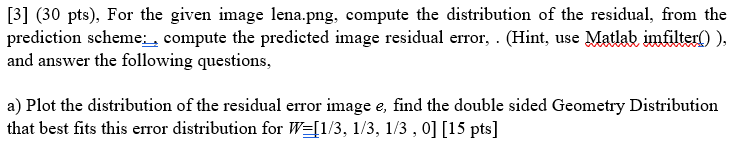 [3] (30 pts), For the given image lena.png, compute the distribution of the residual, from the
prediction scheme: , compute the predicted image residual error, . (Hint, use Matlab imfilter() ),
and answer the following questions,
a) Plot the distribution of the residual error image e, find the double sided Geometry Distribution
that best fits this error distribution for W=[1/3, 1/3, 1/3 , 0] [15 pts]